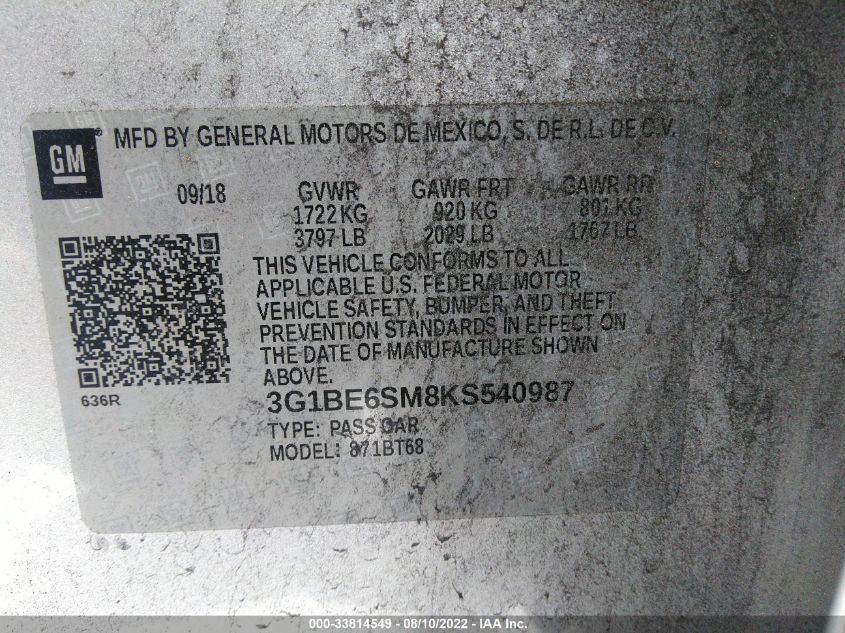 GM
MFD BY GENERAL MOTORS DE MEXICO, S. DE R.L. DE C.V.
09/18 GVWR GAWR FRT GAWR RR
1722 KG 920 KG 801 KG
3797 LB 2029 LB 1767 LB
THIS VEHICLE CONFORMS TO ALL
APPLICABLE U.S. FEDERAL MOTOR
VEHICLE SAFETY, BUMPER, AND THEFT
PREVENTION STANDARDS IN EFFECT ON
THE DATE OF MANUFACTURE SHOWN
ABOVE.
636R
3G1BE6SM8KS540987
TYPE: PASS CAR
MODEL: 871BT68
000-33814549 - 08/10/2022 - IAA Inc.